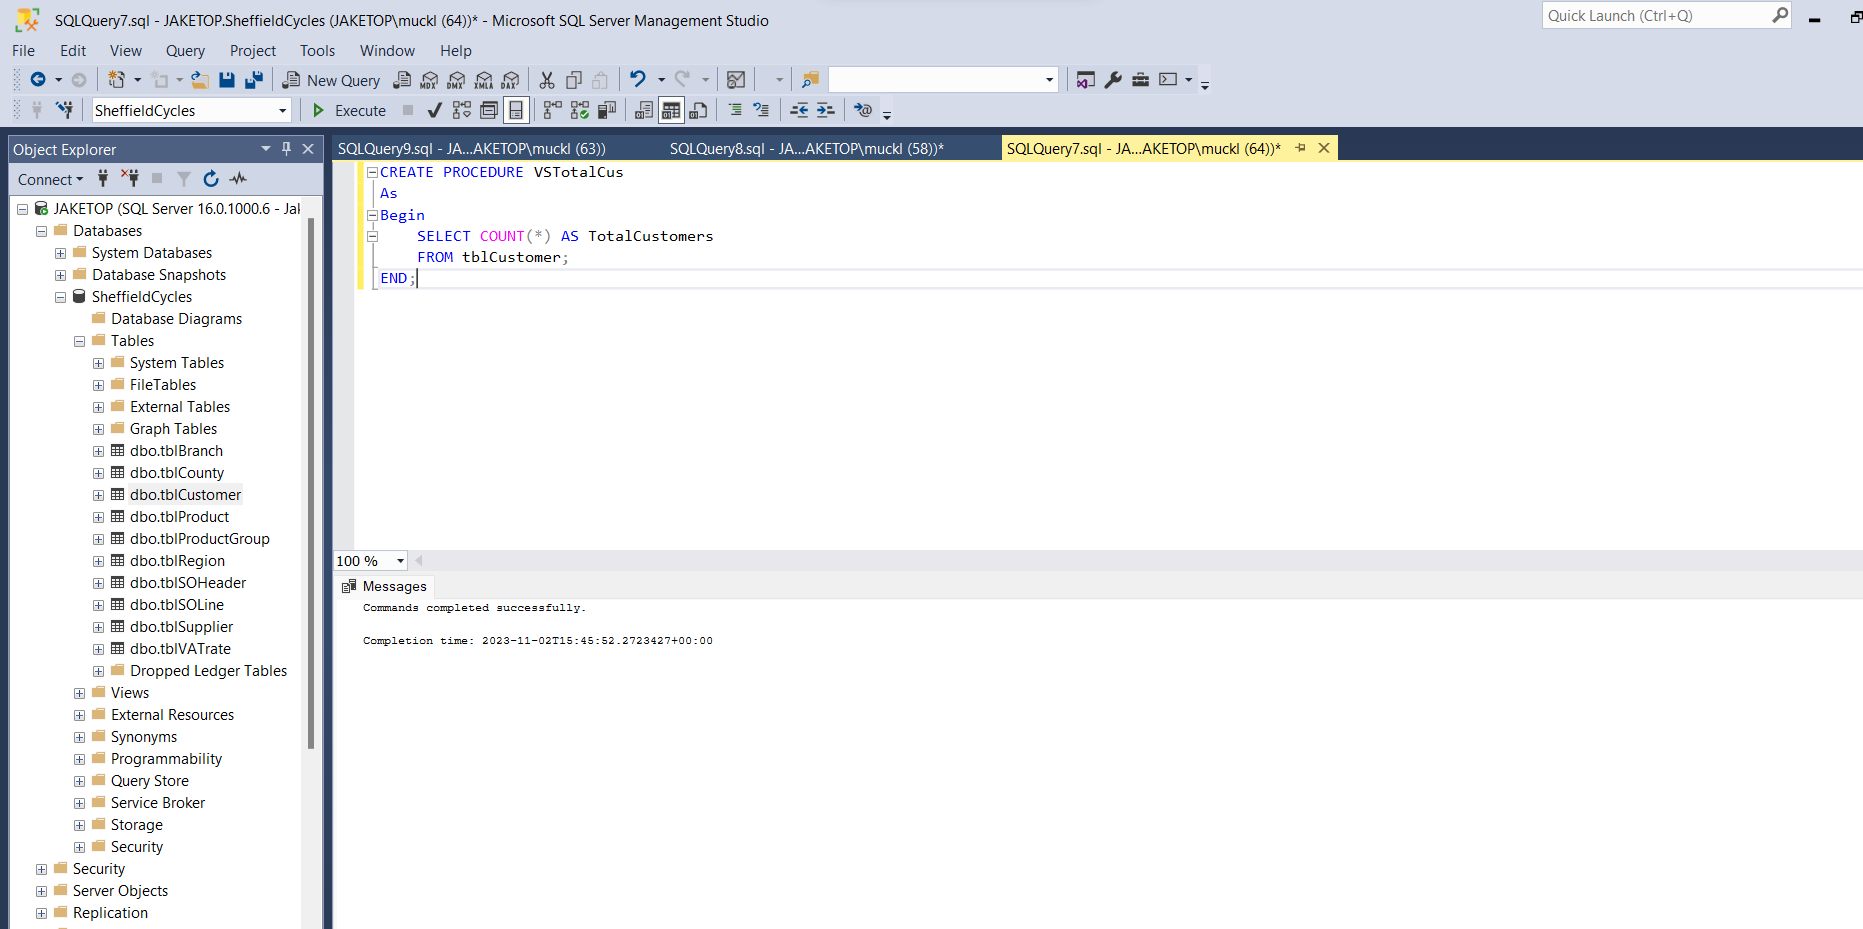 SQLQuery7.sql - JAKETOP.SheffieldCycles (JAKETOP\muckl (64))* - Microsoft SQL Server Management Studio
Quick Launch (Ctrl+Q)
File Edit View Query Project Tools Window Help
New Query
MDX DMX XMLA DAX
SheffieldCycles
Execute
Object Explorer
SQLQuery9.sql - JA...AKETOP\muckl (63))
SQLQuery8.sql - JA...AKETOP\muckl (58))*
SQLQuery7.sql - JA...AKETOP\muckl (64))*
Connect
JAKETOP (SQL Server 16.0.1000.6 - Jak
Databases
System Databases
Database Snapshots
SheffieldCycles
Database Diagrams
Tables
System Tables
FileTables
External Tables
Graph Tables
dbo.tblBranch
dbo.tblCounty
dbo.tblCustomer
dbo.tblProduct
dbo.tblProductGroup
dbo.tblRegion
dbo.tblSOHeader
dbo.tblSOLine
dbo.tblSupplier
dbo.tblVATrate
Dropped Ledger Tables
Views
External Resources
Synonyms
Programmability
Query Store
Service Broker
Storage
Security
Security
Server Objects
Replication
CREATE PROCEDURE VSTotalCus
As
Begin
SELECT COUNT(*) AS TotalCustomers
FROM tblCustomer;
END;
100 %
Messages
Commands completed successfully.
Completion time: 2023-11-02T15:45:52.2723427+00:00